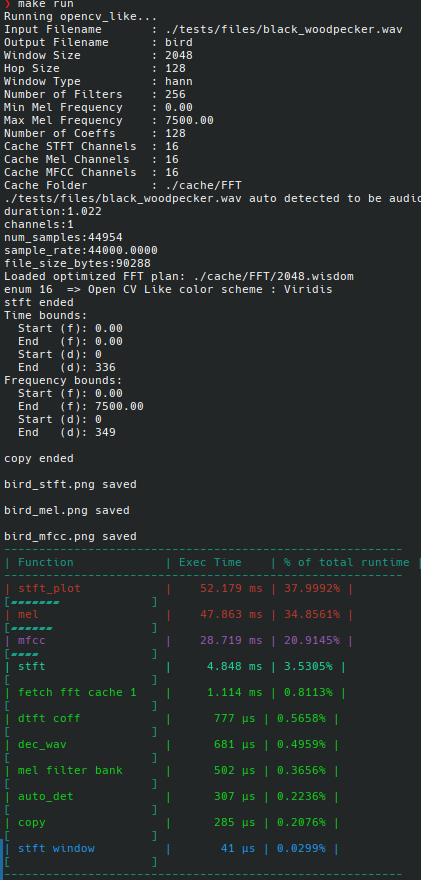 ❯ make run
Running opencv_like...
Input Filename      : ./tests/files/black_woodpecker.wav
Output Filename     : bird
Window Size         : 2048
Hop Size            : 128
Window Type         : hann
Number of Filters   : 256
Min Mel Frequency   : 0.00
Max Mel Frequency   : 7500.00
Number of Coeffs    : 128
Cache STFT Channels : 16
Cache Mel Channels  : 16
Cache MFCC Channels : 16
Cache Folder        : ./cache/FFT
./tests/files/black_woodpecker.wav auto detected to be audio
duration:1.022
channels:1
num_samples:44954
sample_rate:44000.0000
file_size_bytes:90288
Loaded optimized FFT plan: ./cache/FFT/2048.wisdom
enum 16  => Open CV Like color scheme : Viridis
stft ended
Time bounds:
  Start (f): 0.00
  End   (f): 0.00
  Start (d): 0
  End   (d): 336
Frequency bounds:
  Start (f): 0.00
  End   (f): 7500.00
  Start (d): 0
  End   (d): 349
copy ended
bird_stft.png saved
bird_mel.png saved
bird_mfcc.png saved
-------------------------------------------------------------
| Function              | Exec Time    | % of total runtime |
-------------------------------------------------------------
| stft_plot             |    52.179 ms | 37.9992% |
[▰▰▰▰▰▰▰              ]
| mel                   |    47.863 ms | 34.8561% |
[▰▰▰▰▰▰               ]
| mfcc                  |    28.719 ms | 20.9145% |
[▰▰▰▰                 ]
| stft                  |     4.848 ms | 3.5305% |
[                     ]
| fetch fft cache 1     |     1.114 ms | 0.8113% |
[                     ]
| dtft coff             |      777 µs | 0.5658% |
[                     ]
| dec_wav               |      681 µs | 0.4959% |
[                     ]
| mel filter bank       |      502 µs | 0.3656% |
[                     ]
| auto_det              |      307 µs | 0.2236% |
[                     ]
| copy                  |      285 µs | 0.2076% |
[                     ]
| stft window           |       41 µs | 0.0299% |
[                     ]
-------------------------------------------------------------